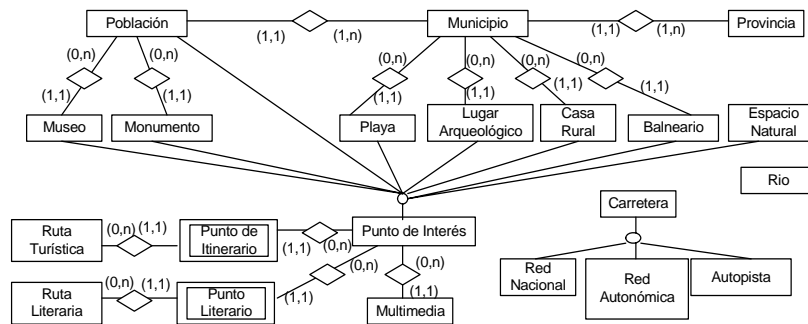 Población
Municipio
Provincia
(1,1)
(1,n)
(1,1)
(1,n)
(0,n)
(0,n)
(0,n)
(0,n)
(0,n)
(0,n)
(1,1)
(1,1)
(1,1)
(1,1)
(1,1)
(1,1)
Museo
Monumento
Playa
Lugar
Arqueológico
Casa
Rural
Balneario
Espacio
Natural
Rio
Carretera
Ruta
Turística
(0,n)
(1,1)
Punto de
Itinerario
(1,1)
(0,n)
Punto de Interés
Red
Nacional
Red
Autonómica
Autopista
Ruta
Literaria
(0,n)
(1,1)
Punto
Literario
(1,1)
(0,n)
(0,n)
(1,1)
Multimedia